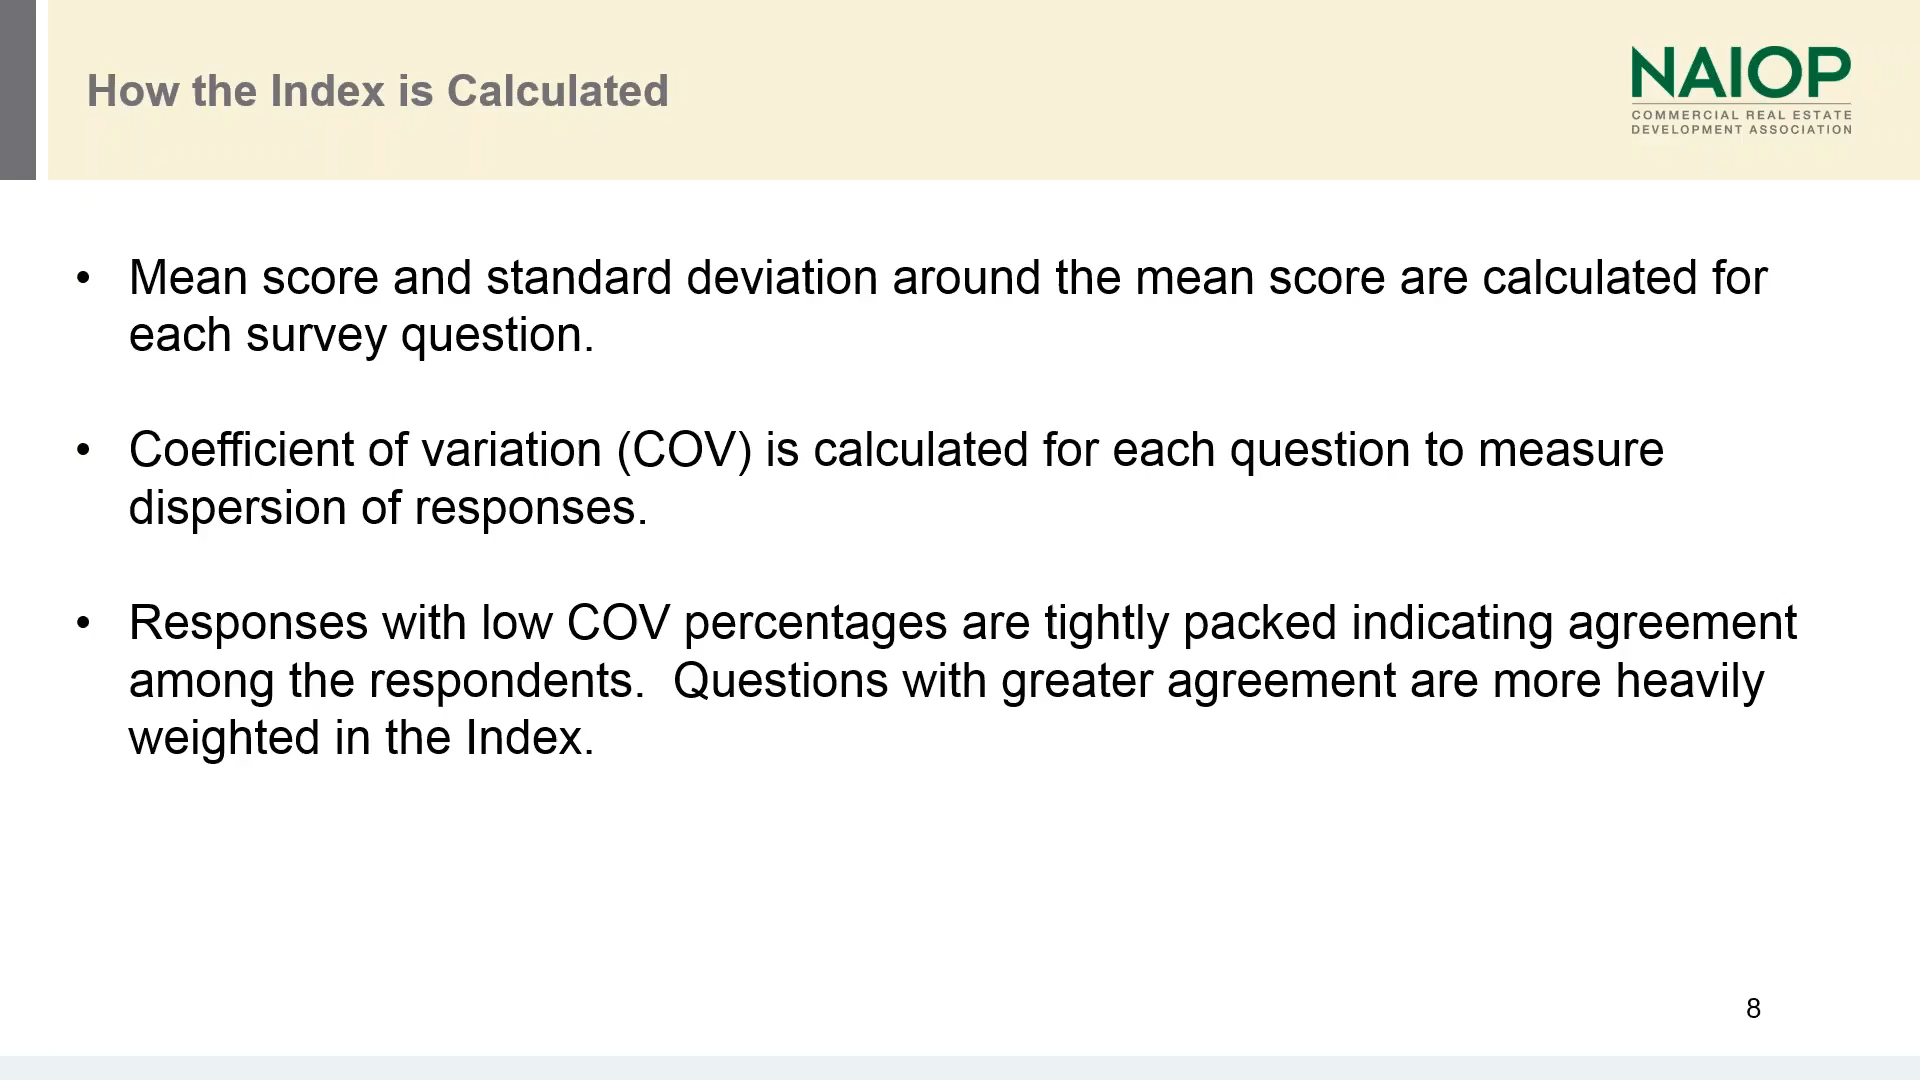 How the Index is Calculated
NAIOP
COMMERCIAL REAL ESTATE
DEVELOPMENT ASSOCIATION
• Mean score and standard deviation around the mean score are calculated for
each survey question.
• Coefficient of variation (COV) is calculated for each question to measure
dispersion of responses.
• Responses with low COV percentages are tightly packed indicating agreement
among the respondents.  Questions with greater agreement are more heavily
weighted in the Index.
8